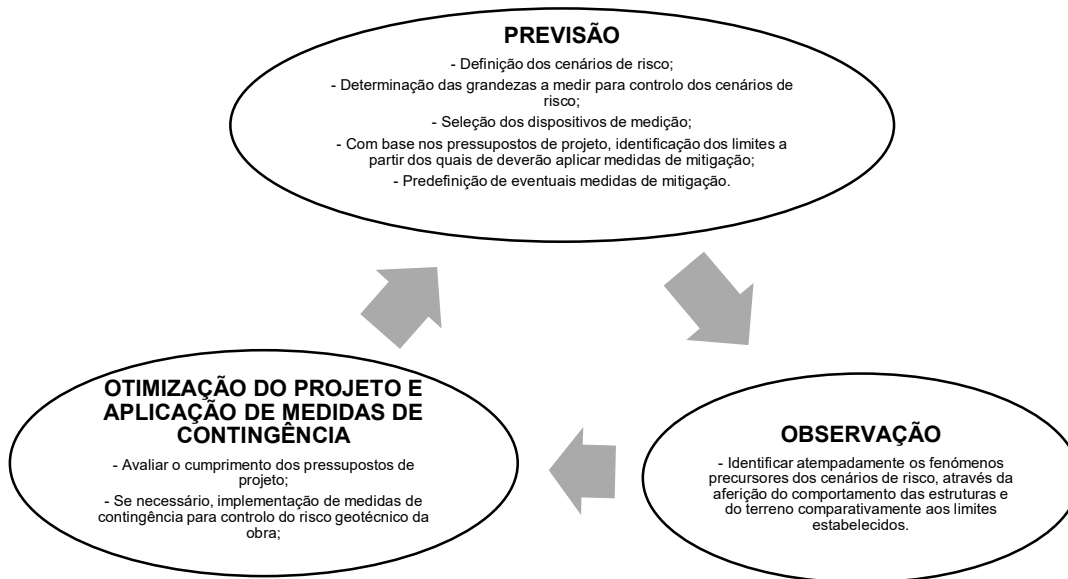 PREVISÃO
- Definição dos cenários de risco;
- Determinação das grandezas a medir para controlo dos cenários de
risco;
- Seleção dos dispositivos de medição;
- Com base nos pressupostos de projeto, identificação dos limites a
partir dos quais de deverão aplicar medidas de mitigação;
- Predefinição de eventuais medidas de mitigação.
OTIMIZAÇÃO DO PROJETO E
APLICAÇÃO DE MEDIDAS DE
CONTINGÊNCIA
- Avaliar o cumprimento dos pressupostos de
projeto;
- Se necessário, implementação de medidas de
contingência para controlo do risco geotécnico da
obra;
OBSERVAÇÃO
- Identificar atempadamente os fenómenos
precursores dos cenários de risco, através da
aferição do comportamento das estruturas e
do terreno comparativamente aos limites
estabelecidos.